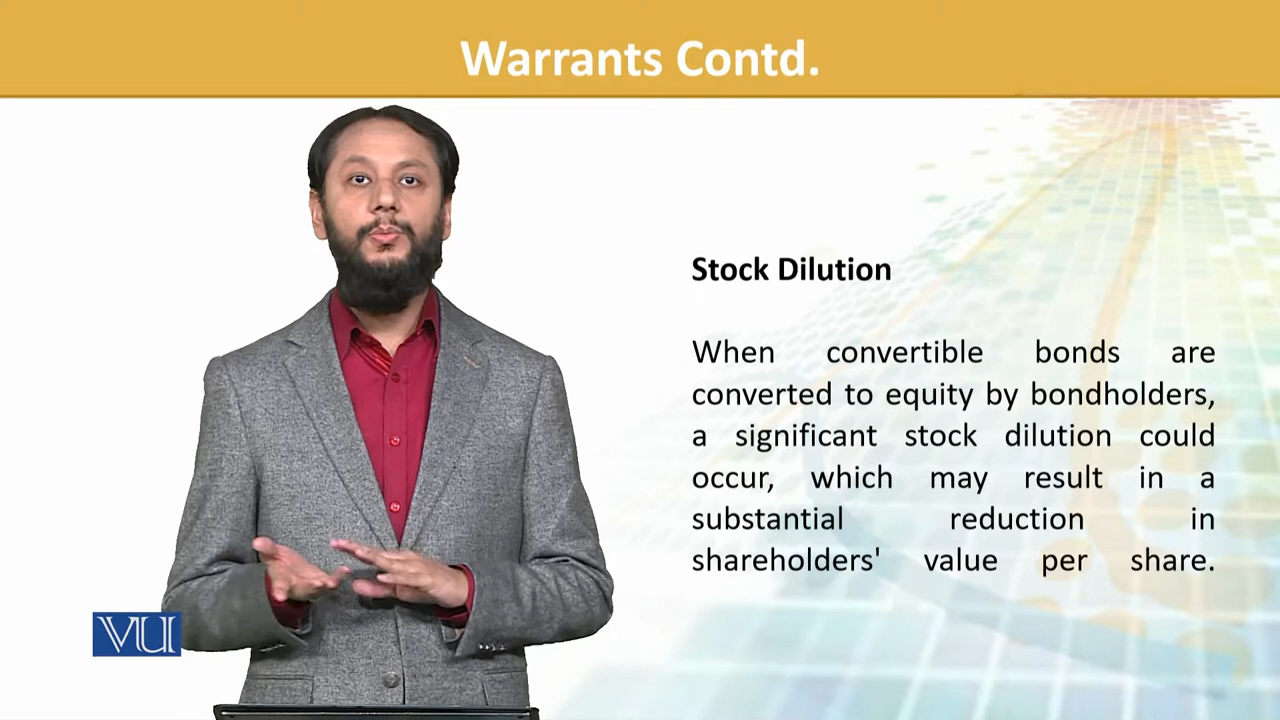 Warrants Contd.
Stock Dilution
When convertible bonds are
converted to equity by bondholders,
a significant stock dilution could
occur, which may result in a
substantial reduction in
shareholders' value per share.
VU